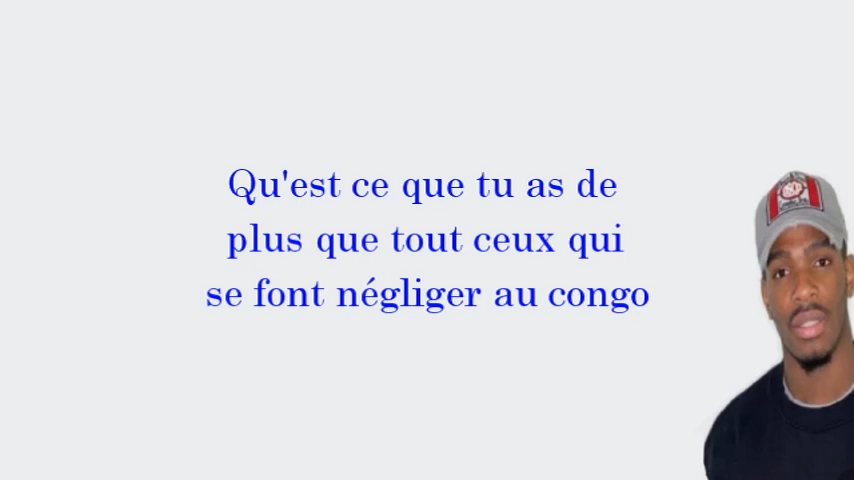 Qu'est ce que tu as de
plus que tout ceux qui
se font négliger au congo